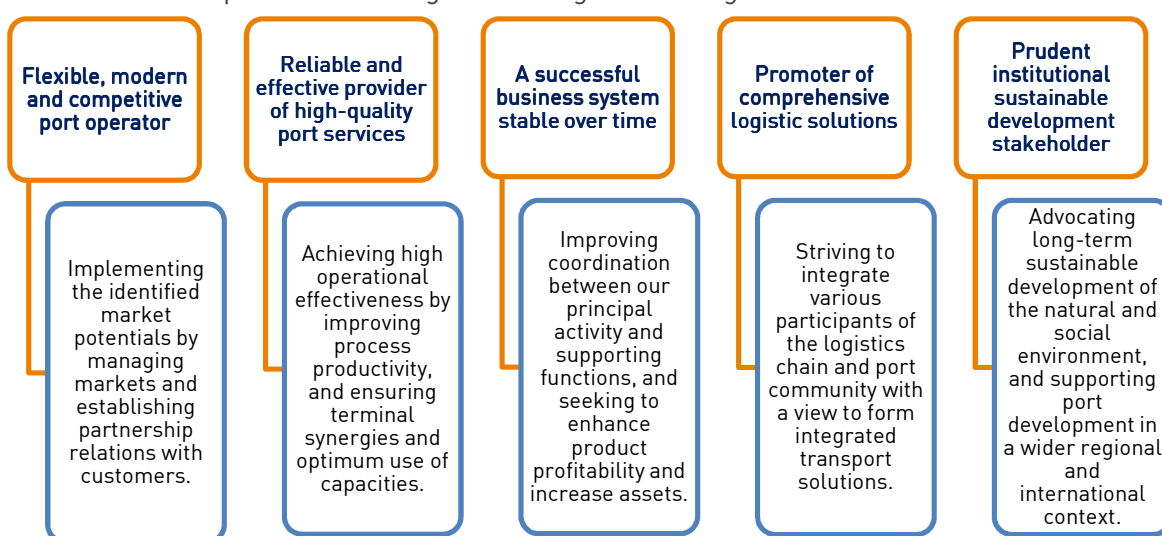 Flexible, modern
and competitive
port operator
Implementing
the identified
market
potentials by
managing
markets and
establishing
partnership
relations with
customers.
Reliable and
effective provider
of high-quality
port services
Achieving high
operational
effectiveness by
improving
process
productivity,
and ensuring
terminal
synergies and
optimum use of
capacities.
A successful
business system
stable over time
Improving
coordination
between our
principal
activity and
supporting
functions, and
seeking to
enhance
product
profitability and
increase assets.
Promoter of
comprehensive
logistic solutions
Striving to
integrate
various
participants of
the logistics
chain and port
community with
a view to form
integrated
transport
solutions.
Prudent
institutional
sustainable
development
stakeholder
Advocating
long-term
sustainable
development of
the natural and
social
environment,
and supporting
port
development in
a wider regional
and
international
context.